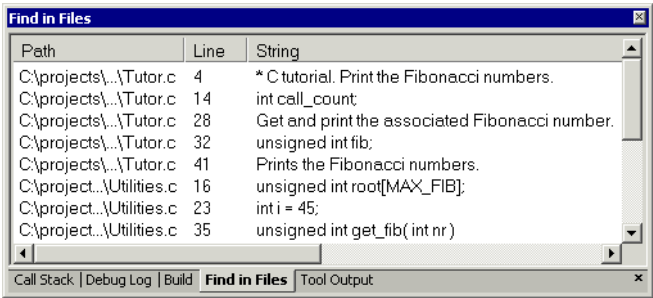 Find in Files
Path Line String
C:\projects\...\Tutor.c 4 * C tutorial. Print the Fibonacci numbers.
C:\projects\...\Tutor.c 14 int call_count;
C:\projects\...\Tutor.c 28 Get and print the associated Fibonacci number.
C:\projects\...\Tutor.c 32 unsigned int fib;
C:\projects\...\Tutor.c 41 Prints the Fibonacci numbers.
C:\project...\Utilities.c 16 unsigned int root[MAX_FIB];
C:\project...\Utilities.c 23 int i = 45;
C:\project...\Utilities.c 35 unsigned int get_fib( int nr )
Call Stack | Debug Log | Build Find in Files Tool Output